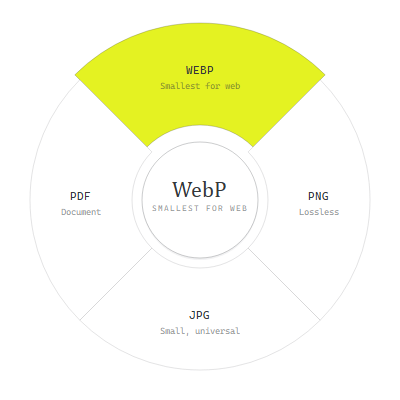 WEBP
Smallest for web
PDF
Document
WebP
SMALLEST FOR WEB
PNG
Lossless
JPG
Small, universal